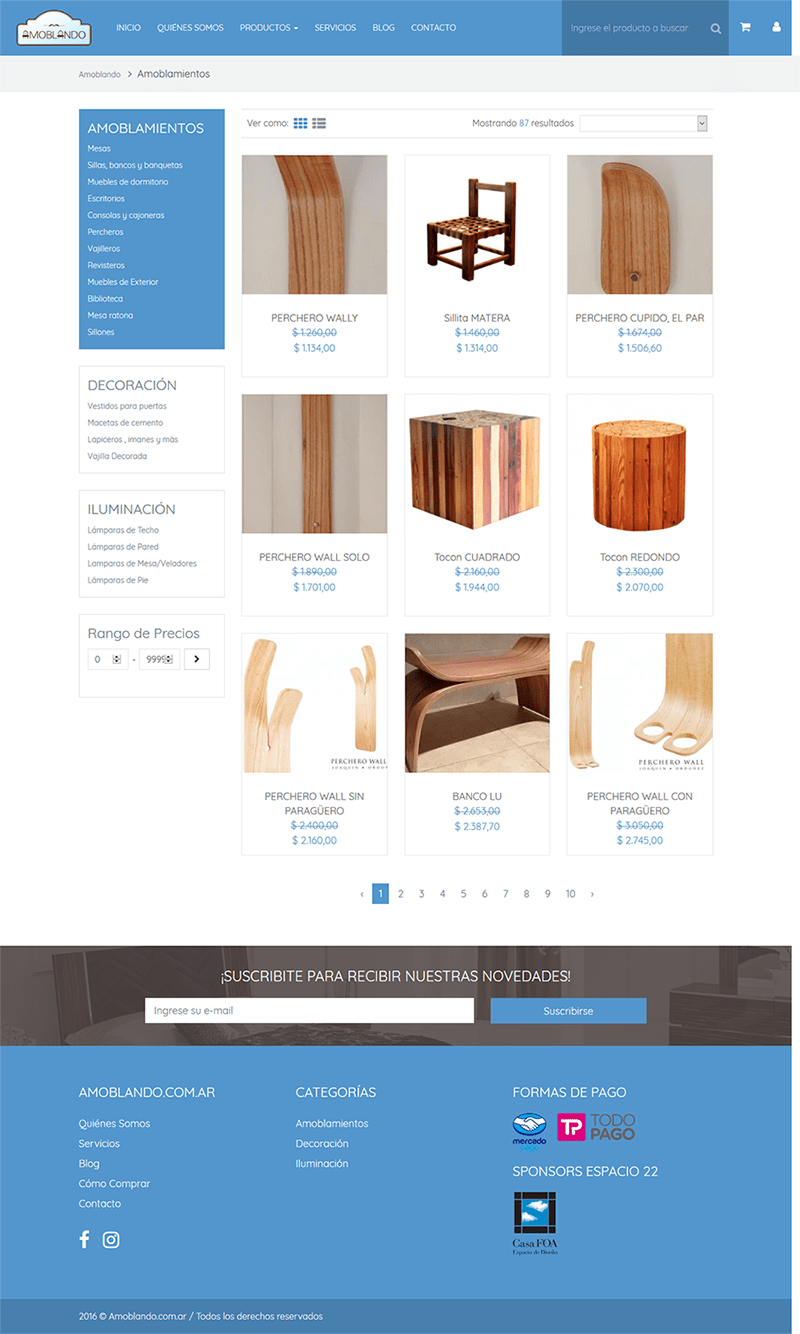 AMOBLANDO
INICIO QUIÉNES SOMOS PRODUCTOS SERVICIOS BLOG CONTACTO
Ingrese el producto a buscar
Amoblando > Amoblamientos
AMOBLAMIENTOS
Mesas
Sillas, bancos y banquetas
Muebles de dormitorio
Escritorios
Consolas y cajoneras
Percheros
Vajilleros
Revisteros
Muebles de Exterior
Biblioteca
Mesa ratona
Sillones
DECORACIÓN
Vestidos para puertas
Macetas de cemento
Lapiceros , imanes y màs
Vajilla Decorada
ILUMINACIÓN
Lámparas de Techo
Lámparas de Pared
Lamparas de Mesa/Veladores
Lámparas de Pie
Rango de Precios
0 - 9999
Ver como:
Mostrando 87 resultados
PERCHERO WALLY
$ 1.260,00
$ 1.134,00
Sillita MATERA
$ 1.460,00
$ 1.314,00
PERCHERO CUPIDO, EL PAR
$ 1.674,00
$ 1.506,60
PERCHERO WALL SOLO
$ 1.890,00
$ 1.701,00
Tocon CUADRADO
$ 2.160,00
$ 1.944,00
Tocon REDONDO
$ 2.300,00
$ 2.070,00
PERCHERO WALL
JOAQUIN • ORDOÑEZ
PERCHERO WALL SIN
PARAGÜERO
$ 2.400,00
$ 2.160,00
BANCO LU
$ 2.653,00
$ 2.387,70
PERCHERO WALL
JOAQUIN • ORDOÑEZ
PERCHERO WALL CON
PARAGÜERO
$ 3.050,00
$ 2.745,00
‹ 1 2 3 4 5 6 7 8 9 10 ›
¡SUSCRIBITE PARA RECIBIR NUESTRAS NOVEDADES!
Ingrese su e-mail
Suscribirse
AMOBLANDO.COM.AR
Quiénes Somos
Servicios
Blog
Cómo Comprar
Contacto
CATEGORÍAS
Amoblamientos
Decoración
Iluminación
FORMAS DE PAGO
mercado
TP TODO
PAGO
SPONSORS ESPACIO 22
Casa FOA
Espacio de Diseño
2016 © Amoblando.com.ar / Todos los derechos reservados